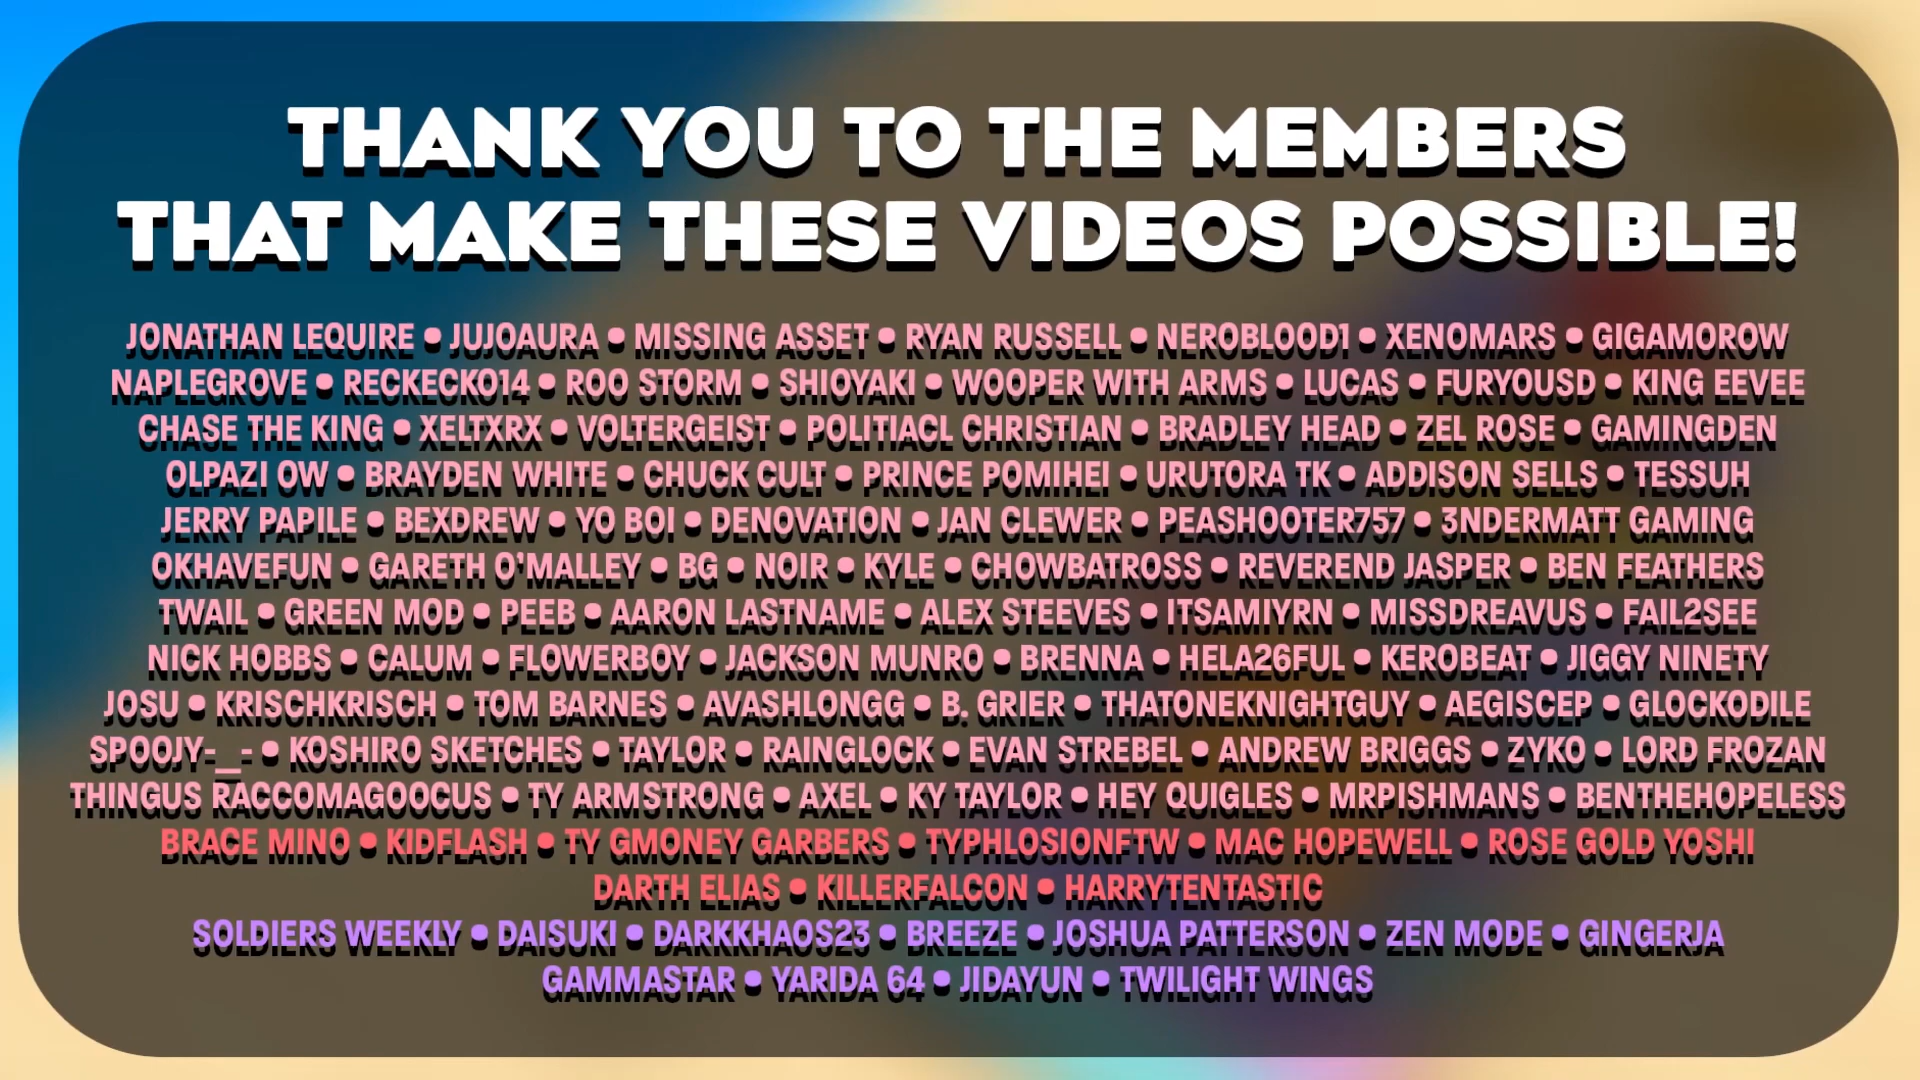 THANK YOU TO THE MEMBERS
THAT MAKE THESE VIDEOS POSSIBLE!
JONATHAN LEQUIRE • JUJOAURA • MISSING ASSET • RYAN RUSSELL • NEROBLOOD1 • XENOMARS • GIGAMOROW
NAPLEGROVE • RECKECKO14 • ROO STORM • SHIOYAKI • WOOPER WITH ARMS • LUCAS • FURYOUSD • KING EEVEE
CHASE THE KING • XELTXRX • VOLTERGEIST • POLITIACL CHRISTIAN • BRADLEY HEAD • ZEL ROSE • GAMINGDEN
OLPAZI OW • BRAYDEN WHITE • CHUCK CULT • PRINCE POMIHEI • URUTORA TK • ADDISON SELLS • TESSUH
JERRY PAPILE • BEXDREW • YO BOI • DENOVATION • JAN CLEWER • PEASHOOTER757 • 3NDERMATT GAMING
OKHAVEFUN • GARETH O'MALLEY • BG • NOIR • KYLE • CHOWBATROSS • REVEREND JASPER • BEN FEATHERS
TWAIL • GREEN MOD • PEEB • AARON LASTNAME • ALEX STEEVES • ITSAMIYRN • MISSDREAVUS • FAIL2SEE
NICK HOBBS • CALUM • FLOWERBOY • JACKSON MUNRO • BRENNA • HELA26FUL • KEROBEAT • JIGGY NINETY
JOSU • KRISCHKRISCH • TOM BARNES • AVASHLONGG • B. GRIER • THATONEKNIGHTGUY • AEGISCEP • GLOCKODILE
SPOOJY-_- • KOSHIRO SKETCHES • TAYLOR • RAINGLOCK • EVAN STREBEL • ANDREW BRIGGS • ZYKO • LORD FROZAN
THINGUS RACCOMAGOOCUS • TY ARMSTRONG • AXEL • KY TAYLOR • HEY QUIGLES • MRPISHMANS • BENTHEHOPELESS
BRACE MINO • KIDFLASH • TY GMONEY GARBERS • TYPHLOSIONFTW • MAC HOPEWELL • ROSE GOLD YOSHI
DARTH ELIAS • KILLERFALCON • HARRYTENTASTIC
SOLDIERS WEEKLY • DAISUKI • DARKKHAOS23 • BREEZE • JOSHUA PATTERSON • ZEN MODE • GINGERJA
GAMMASTAR • YARIDA 64 • JIDAYUN • TWILIGHT WINGS